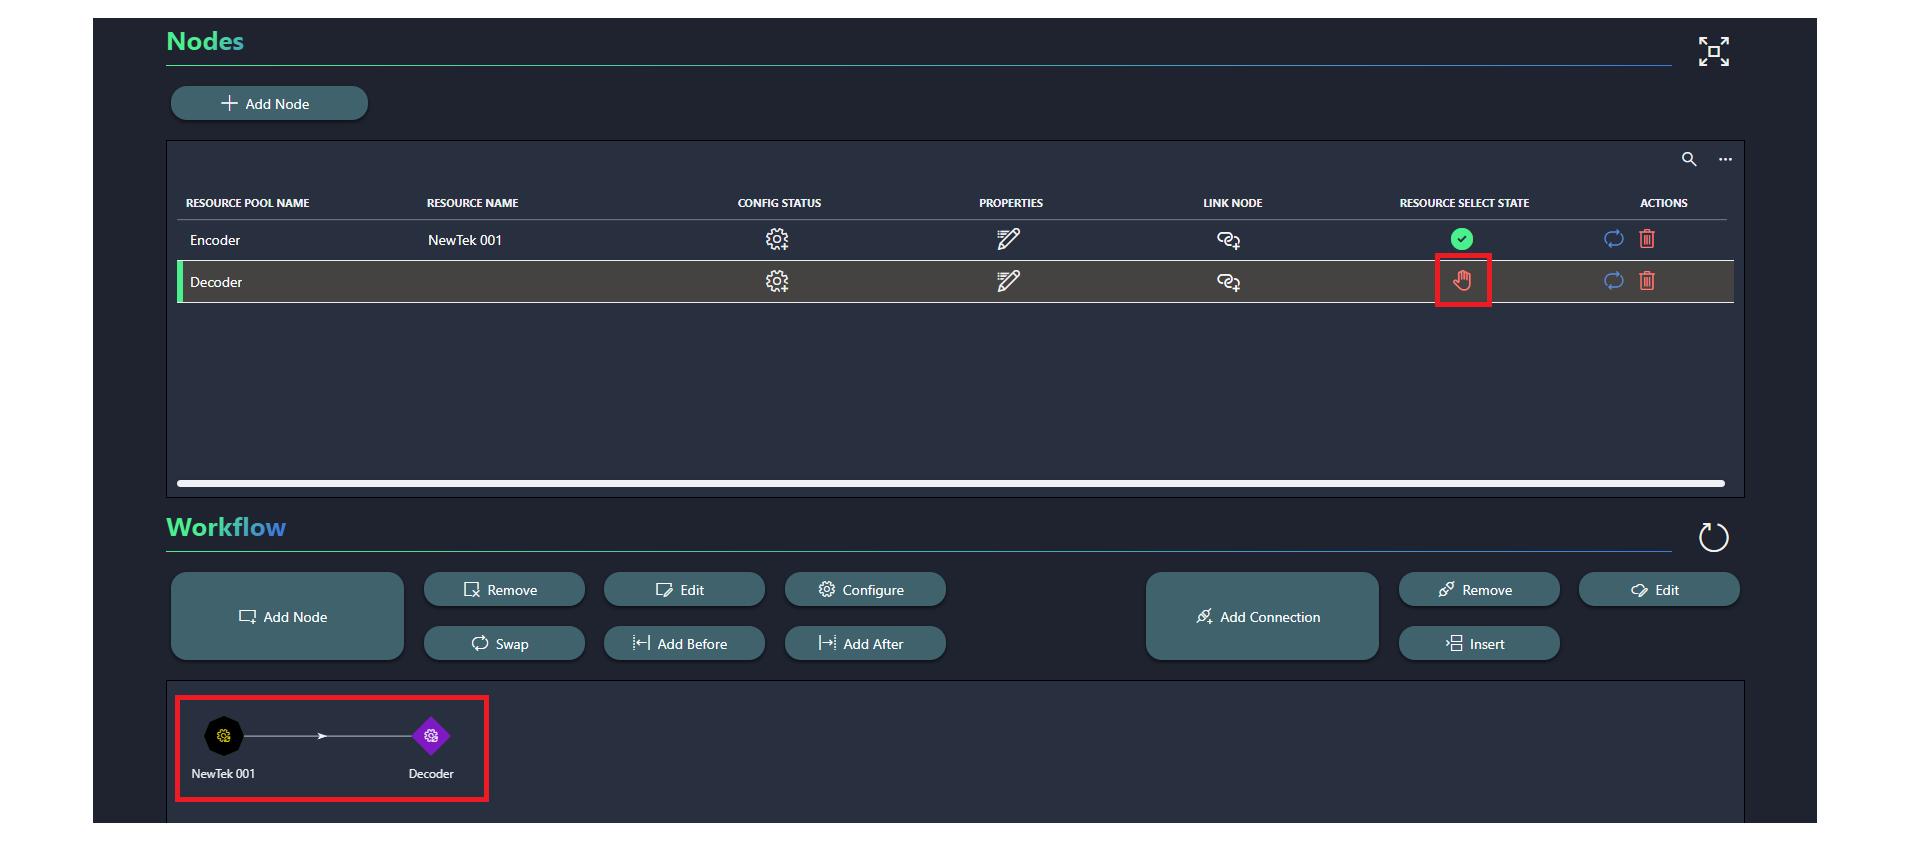 Nodes
Add Node
RESOURCE POOL NAME RESOURCE NAME CONFIG STATUS PROPERTIES LINK NODE RESOURCE SELECT STATE ACTIONS
Encoder NewTek 001
Decoder
Workflow
Remove Edit Configure Remove Edit
Add Node Add Connection
Swap Add Before Add After Insert
NewTek 001 Decoder